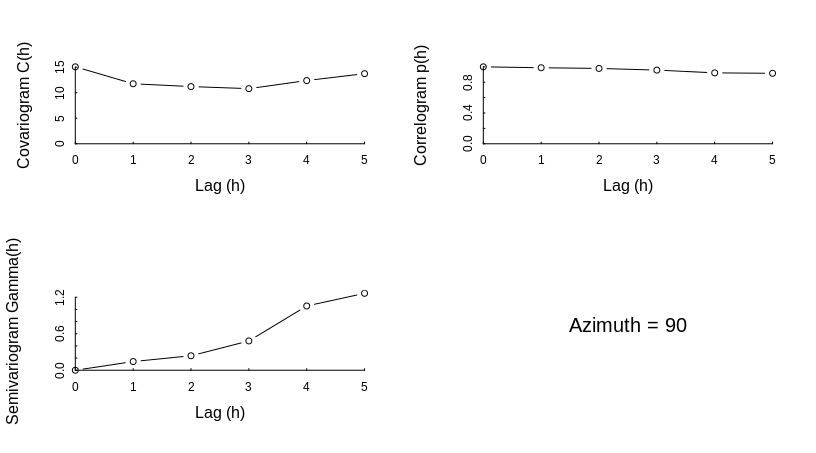 Covariogram C(h)
15
10
5
0
0 1 2 3 4 5
Lag (h)
Correlogram p(h)
0.8
0.4
0.0
0 1 2 3 4 5
Lag (h)
Semivariogram Gamma(h)
1.2
0.6
0.0
0 1 2 3 4 5
Lag (h)
Azimuth = 90